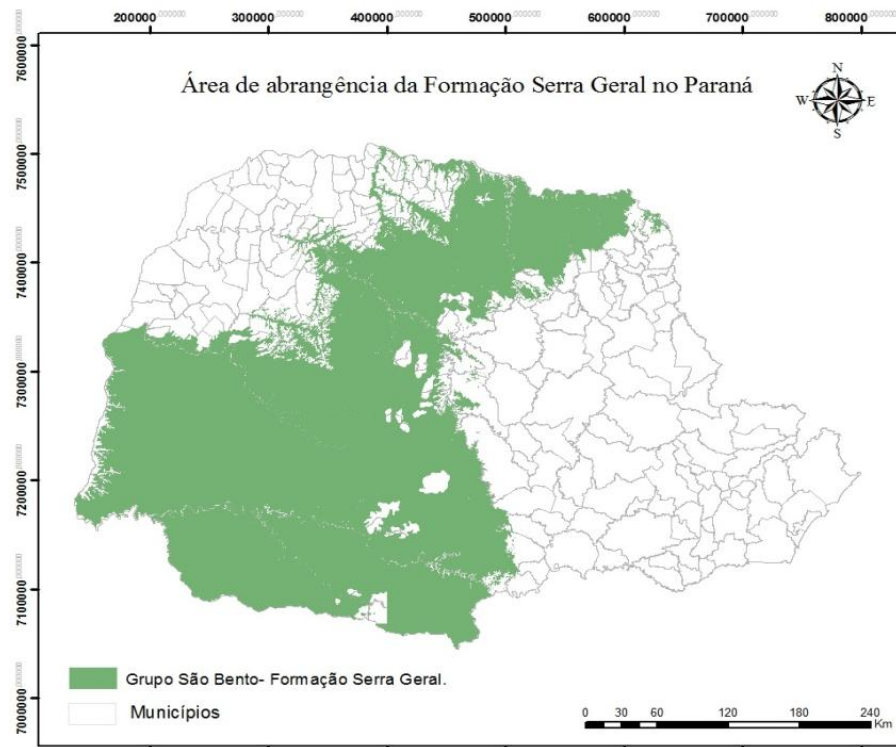 200000 300000 400000 500000 600000 700000 800000
Área de abrangência da Formação Serra Geral no Paraná
N
W E
S
7600000
7500000
7400000
7300000
7200000
7100000
7000000
Grupo São Bento- Formação Serra Geral.
Municípios
0 30 60 120 180 240
Km